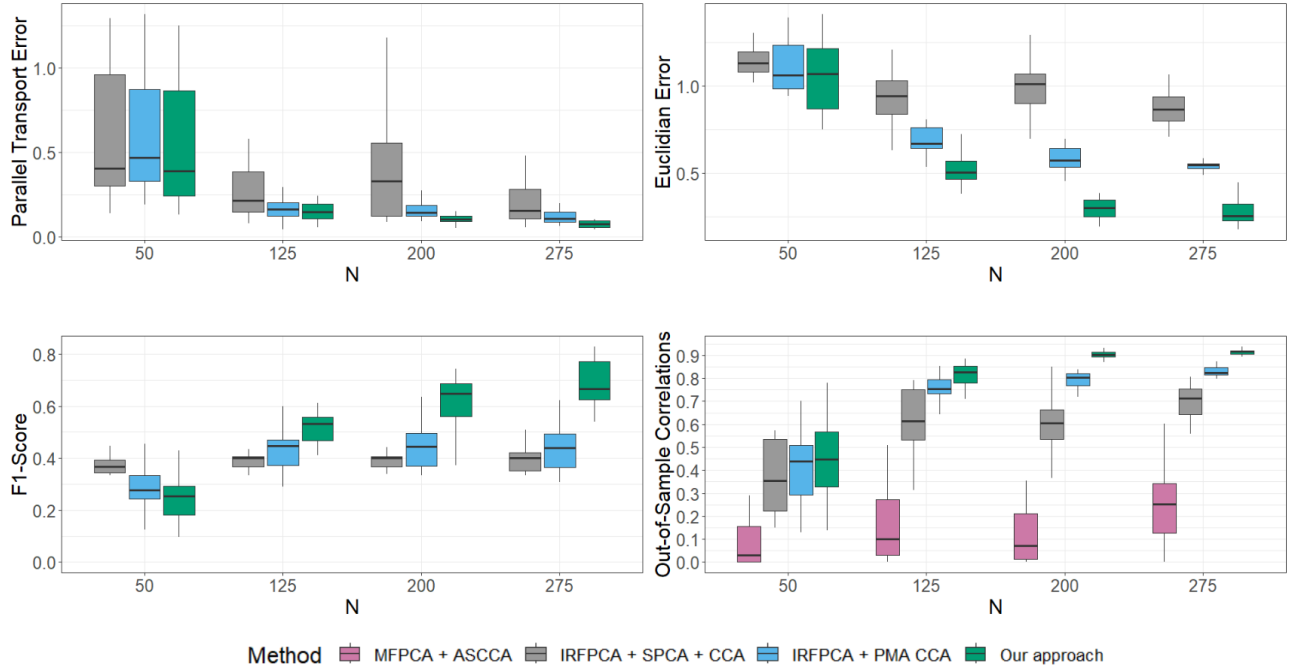 Parallel Transport Error
1.0
0.5
0.0
50 125 200 275
N
Euclidian Error
1.0
0.5
50 125 200 275
N
F1-Score
0.8
0.6
0.4
0.2
0.0
50 125 200 275
N
Out-of-Sample Correlations
0.9
0.8
0.7
0.6
0.5
0.4
0.3
0.2
0.1
0.0
50 125 200 275
N
Method MFPCA + ASCCA IRFPCA + SPCA + CCA IRFPCA + PMA CCA Our approach